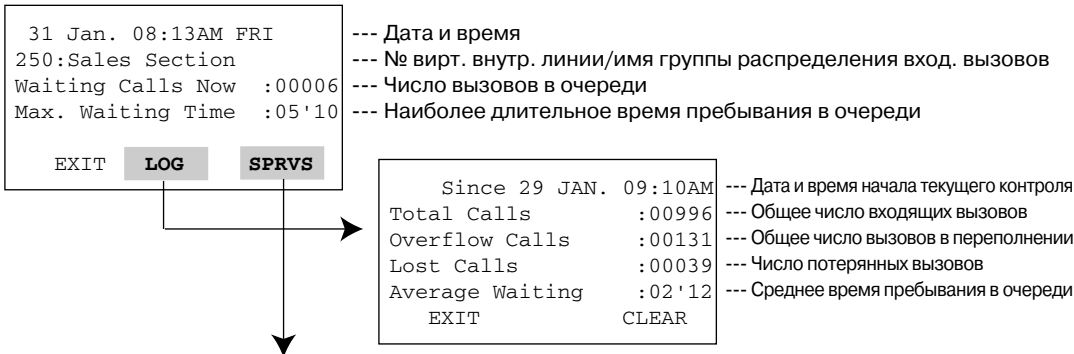 31 Jan. 08:13AM FRI --- Дата и время
250:Sales Section --- № вирт. внутр. линии/имя группы распределения вход. вызовов
Waiting Calls Now :00006 --- Число вызовов в очереди
Max. Waiting Time :05'10 --- Наиболее длительное время пребывания в очереди
EXIT LOG SPRVS
Since 29 JAN. 09:10AM --- Дата и время начала текущего контроля
Total Calls :00996 --- Общее число входящих вызовов
Overflow Calls :00131 --- Общее число вызовов в переполнении
Lost Calls :00039 --- Число потерянных вызовов
Average Waiting :02'12 --- Среднее время пребывания в очереди
EXIT CLEAR